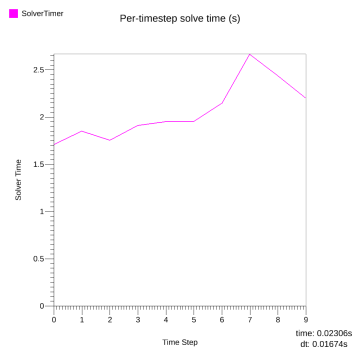 SolverTimer
Per-timestep solve time (s)
2.5
2
1.5
1
0.5
0
Solver Time
0 1 2 3 4 5 6 7 8 9
Time Step
time: 0.02306s
dt: 0.01674s